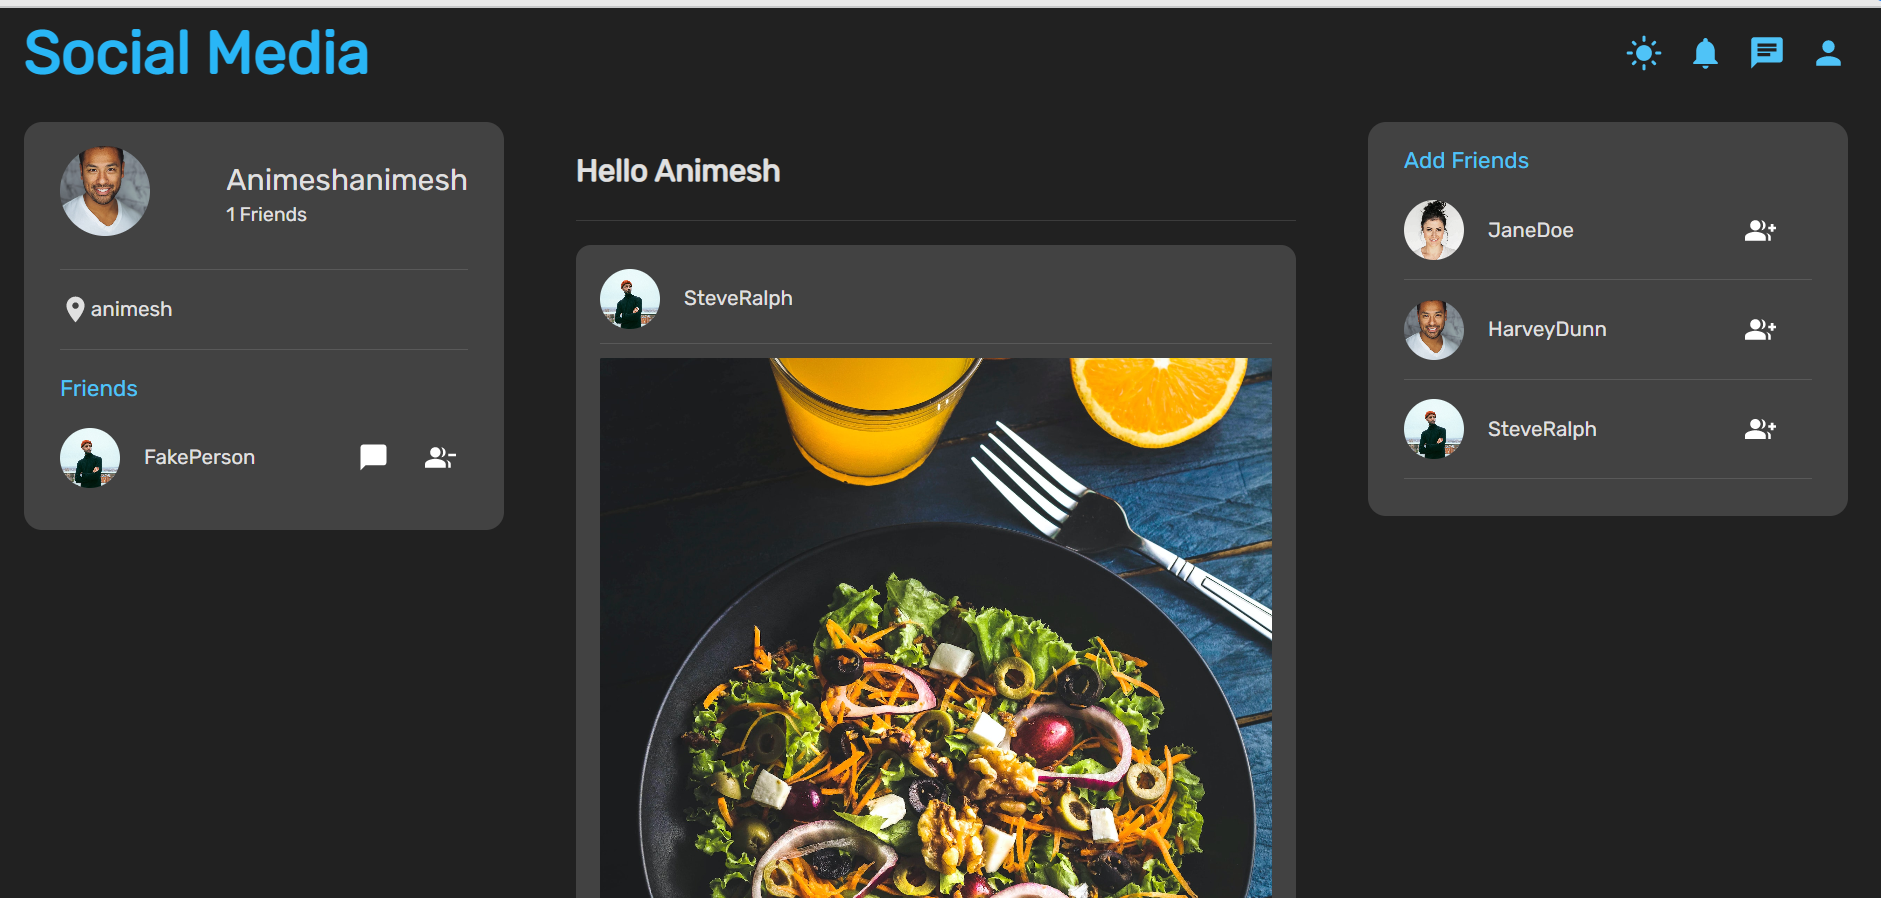 Social Media
Animeshanimesh
1 Friends
animesh
Friends
FakePerson
Hello Animesh
SteveRalph
Add Friends
JaneDoe
HarveyDunn
SteveRalph